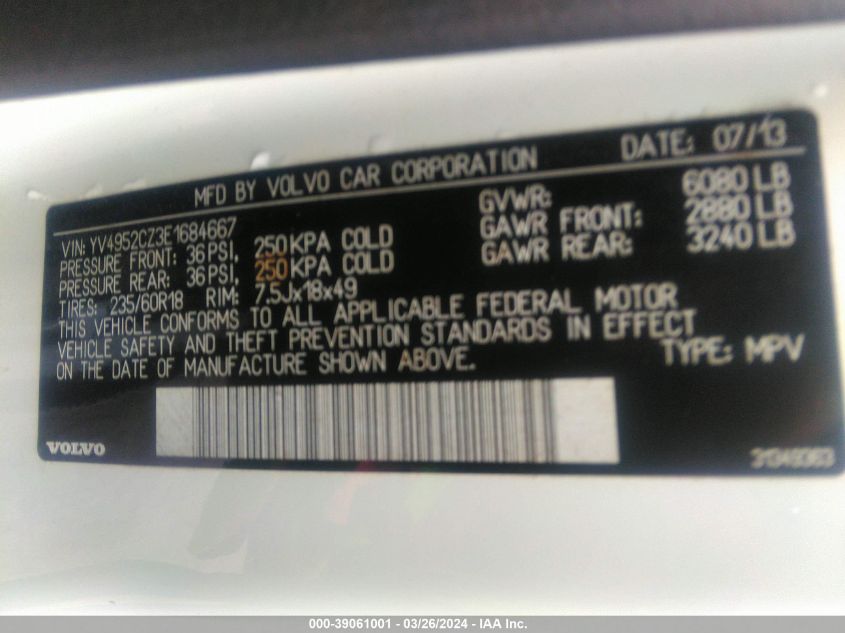 MFD BY VOLVO CAR CORPORATION DATE: 07/13
VIN: YV4952CZ3E1684667 GVWR: 6080 LB
PRESSURE FRONT: 36 PSI, 250 KPA COLD GAWR FRONT: 2880 LB
PRESSURE REAR: 36 PSI, 250 KPA COLD GAWR REAR: 3240 LB
TIRES: 235/60R18 RIM: 7.5Jx18x49
THIS VEHICLE CONFORMS TO ALL APPLICABLE FEDERAL MOTOR
VEHICLE SAFETY AND THEFT PREVENTION STANDARDS IN EFFECT
ON THE DATE OF MANUFACTURE SHOWN ABOVE. TYPE: MPV
VOLVO
000-39061001 - 03/26/2024 - IAA Inc.